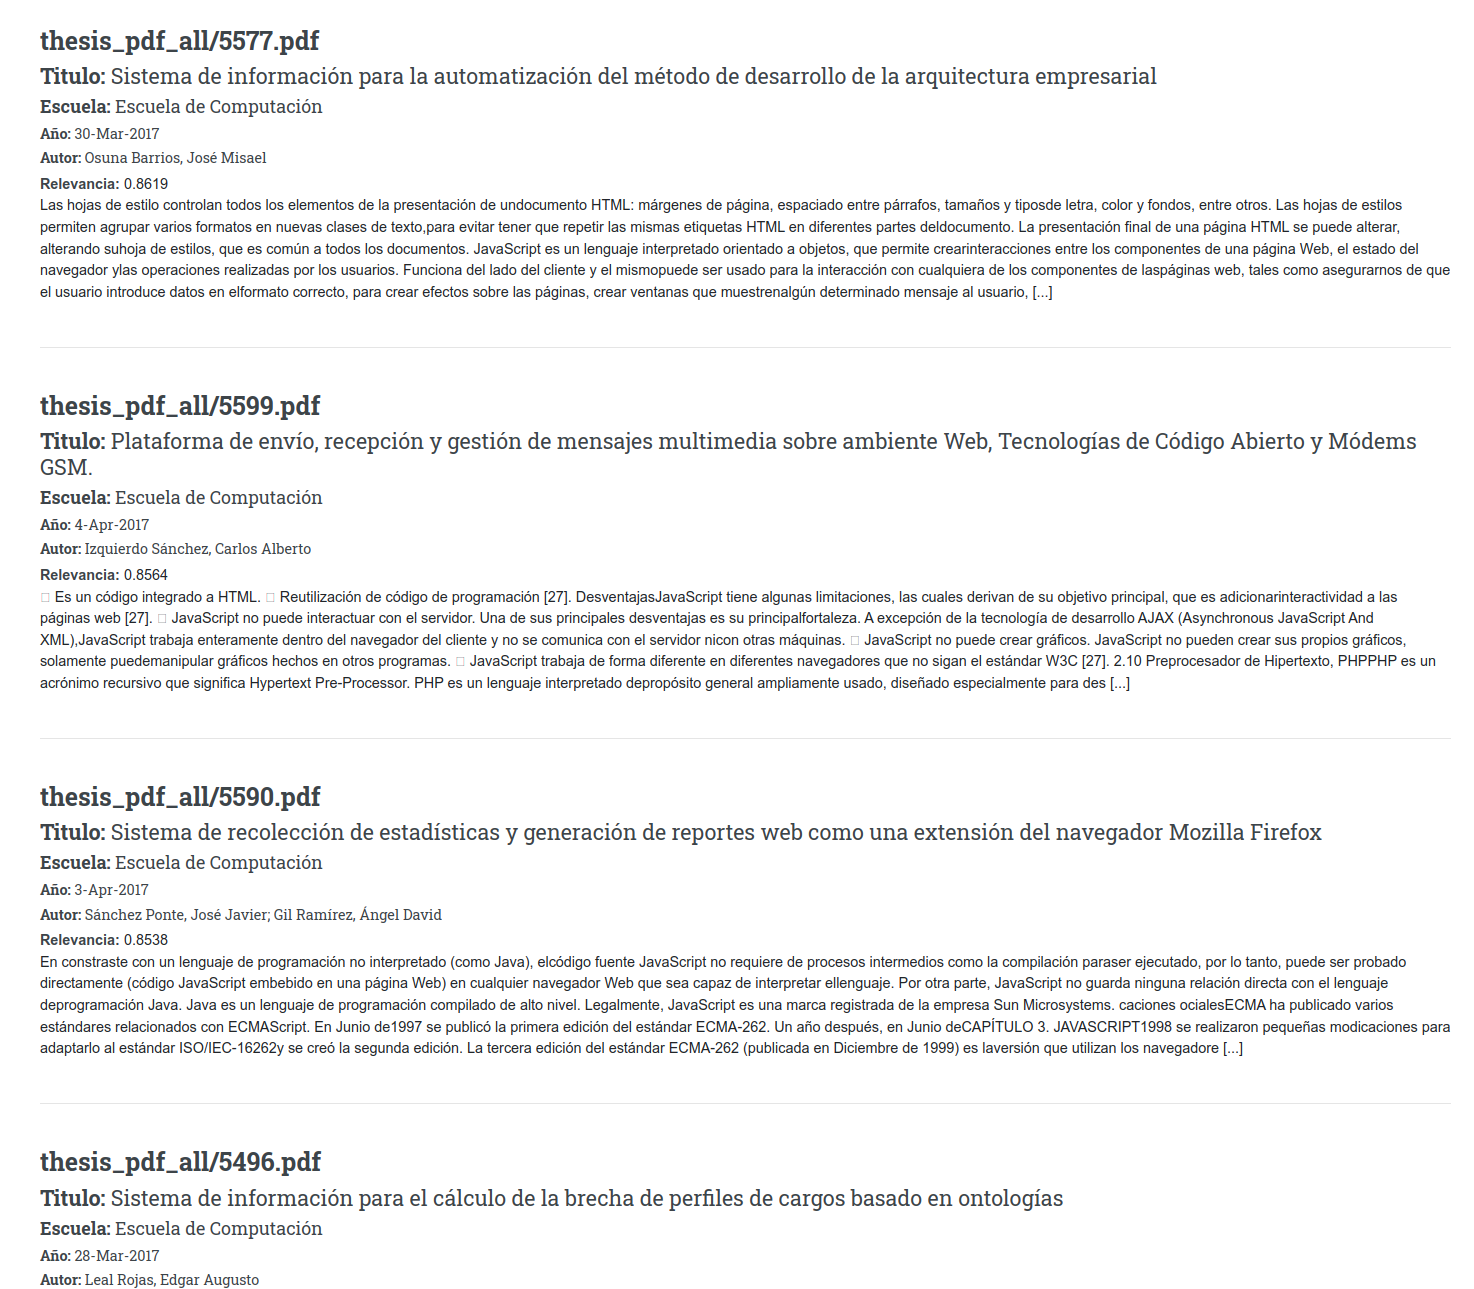 thesis_pdf_all/5577.pdf
Titulo: Sistema de información para la automatización del método de desarrollo de la arquitectura empresarial
Escuela: Escuela de Computación
Año: 30-Mar-2017
Autor: Osuna Barrios, José Misael
Relevancia: 0.8619
Las hojas de estilo controlan todos los elementos de la presentación de undocumento HTML: márgenes de página, espaciado entre párrafos, tamaños y tiposde letra, color y fondos, entre otros. Las hojas de estilos
permiten agrupar varios formatos en nuevas clases de texto,para evitar tener que repetir las mismas etiquetas HTML en diferentes partes deldocumento. La presentación final de una página HTML se puede alterar,
alterando suhoja de estilos, que es común a todos los documentos. JavaScript es un lenguaje interpretado orientado a objetos, que permite crearinteracciones entre los componentes de una página Web, el estado del
navegador ylas operaciones realizadas por los usuarios. Funciona del lado del cliente y el mismopuede ser usado para la interacción con cualquiera de los componentes de laspáginas web, tales como asegurarnos de que
el usuario introduce datos en elformato correcto, para crear efectos sobre las páginas, crear ventanas que muestrenalgún determinado mensaje al usuario, [...]
thesis_pdf_all/5599.pdf
Titulo: Plataforma de envío, recepción y gestión de mensajes multimedia sobre ambiente Web, Tecnologías de Código Abierto y Módems
GSM.
Escuela: Escuela de Computación
Año: 4-Apr-2017
Autor: Izquierdo Sánchez, Carlos Alberto
Relevancia: 0.8564
 Es un código integrado a HTML.  Reutilización de código de programación [27]. DesventajasJavaScript tiene algunas limitaciones, las cuales derivan de su objetivo principal, que es adicionarinteractividad a las
páginas web [27].  JavaScript no puede interactuar con el servidor. Una de sus principales desventajas es su principalfortaleza. A excepción de la tecnología de desarrollo AJAX (Asynchronous JavaScript And
XML),JavaScript trabaja enteramente dentro del navegador del cliente y no se comunica con el servidor nicon otras máquinas.  JavaScript no puede crear gráficos. JavaScript no pueden crear sus propios gráficos,
solamente puedemanipular gráficos hechos en otros programas.  JavaScript trabaja de forma diferente en diferentes navegadores que no sigan el estándar W3C [27]. 2.10 Preprocesador de Hipertexto, PHPPHP es un
acrónimo recursivo que significa Hypertext Pre-Processor. PHP es un lenguaje interpretado depropósito general ampliamente usado, diseñado especialmente para des [...]
thesis_pdf_all/5590.pdf
Titulo: Sistema de recolección de estadísticas y generación de reportes web como una extensión del navegador Mozilla Firefox
Escuela: Escuela de Computación
Año: 3-Apr-2017
Autor: Sánchez Ponte, José Javier; Gil Ramírez, Ángel David
Relevancia: 0.8538
En constraste con un lenguaje de programación no interpretado (como Java), elcódigo fuente JavaScript no requiere de procesos intermedios como la compilación paraser ejecutado, por lo tanto, puede ser probado
directamente (código JavaScript embebido en una página Web) en cualquier navegador Web que sea capaz de interpretar ellenguaje. Por otra parte, JavaScript no guarda ninguna relación directa con el lenguaje
deprogramación Java. Java es un lenguaje de programación compilado de alto nivel. Legalmente, JavaScript es una marca registrada de la empresa Sun Microsystems. caciones ocialesECMA ha publicado varios
estándares relacionados con ECMAScript. En Junio de1997 se publicó la primera edición del estándar ECMA-262. Un año después, en Junio deCAPÍTULO 3. JAVASCRIPT1998 se realizaron pequeñas modicaciones para
adaptarlo al estándar ISO/IEC-16262y se creó la segunda edición. La tercera edición del estándar ECMA-262 (publicada en Diciembre de 1999) es laversión que utilizan los navegadore [...]
thesis_pdf_all/5496.pdf
Titulo: Sistema de información para el cálculo de la brecha de perfiles de cargos basado en ontologías
Escuela: Escuela de Computación
Año: 28-Mar-2017
Autor: Leal Rojas, Edgar Augusto